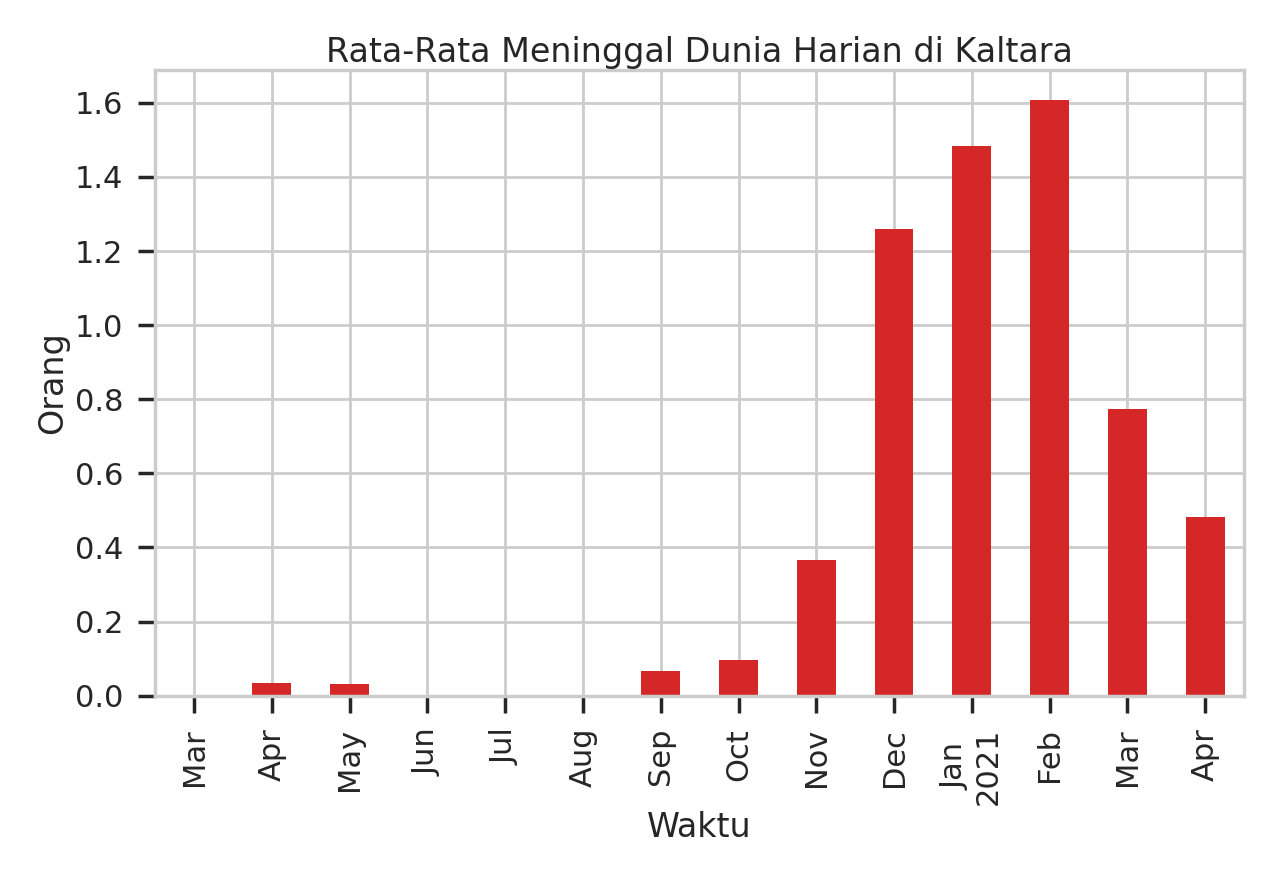 Rata-Rata Meninggal Dunia Harian di Kaltara
Orang
1.6
1.4
1.2
1.0
0.8
0.6
0.4
0.2
0.0
Mar
Apr
May
Jun
Jul
Aug
Sep
Oct
Nov
Dec
Jan
2021
Feb
Mar
Apr
Waktu